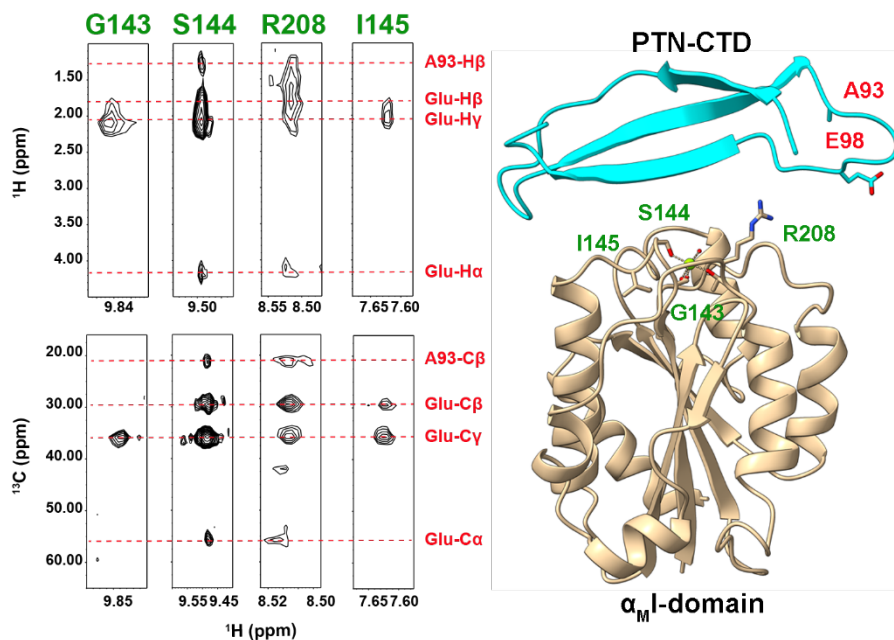 G143 S144 R208 I145
1.50
2.00
2.50
3.00
3.50
4.00
¹H (ppm)
A93-Hβ
Glu-Hβ
Glu-Hγ
Glu-Hα
9.84 9.50 8.55 8.50 7.65 7.60
20.00
30.00
40.00
50.00
60.00
¹³C (ppm)
A93-Cβ
Glu-Cβ
Glu-Cγ
Glu-Cα
9.85 9.55 9.45 8.52 8.50 7.65 7.60
¹H (ppm)
PTN-CTD
A93
E98
S144
I145
R208
G143
αMI-domain